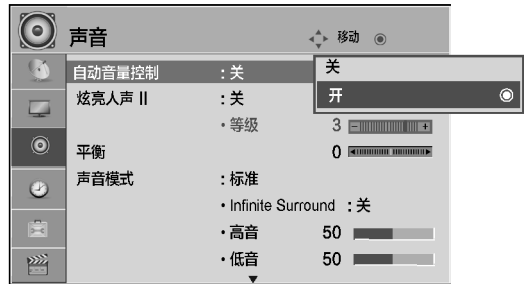 声音 移动
自动音量控制 : 关
关
开
炫亮人声 II : 关
· 等级 3
平衡 0
声音模式 : 标准
· Infinite Surround : 关
· 高音 50
· 低音 50